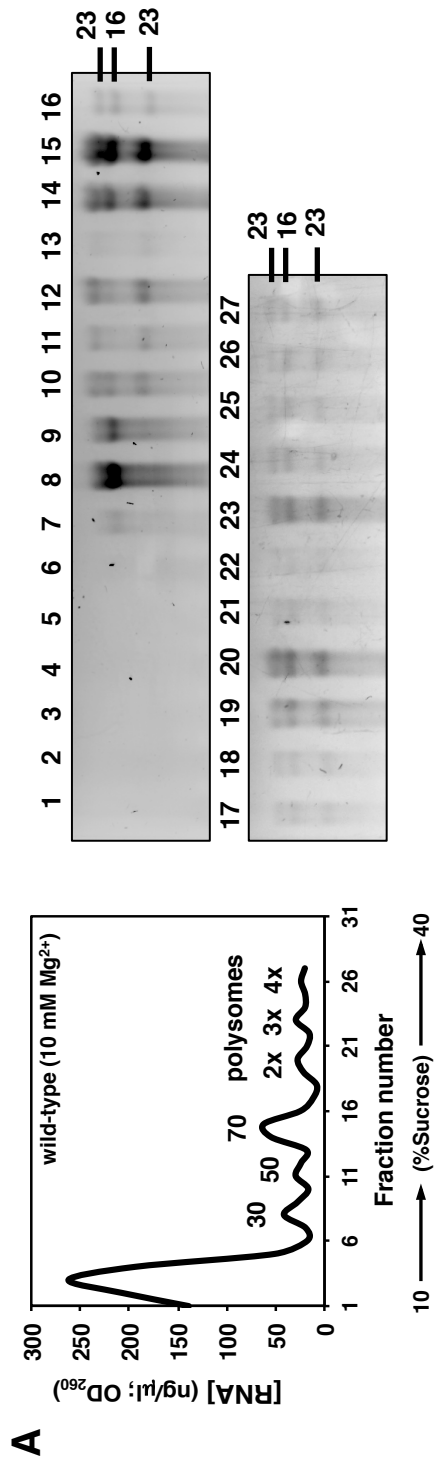 A
wild-type (10 mM Mg²⁺)
300
250
200
150
100
50
0
[RNA] (ng/µl; OD₂₆₀)
30
50
70
polysomes
2x 3x 4x
1 6 11 16 21 26 31
Fraction number
10 (%Sucrose) 40
1 2 3 4 5 6 7 8 9 10 11 12 13 14 15 16
23
16
23
17 18 19 20 21 22 23 24 25 26 27
23
16
23